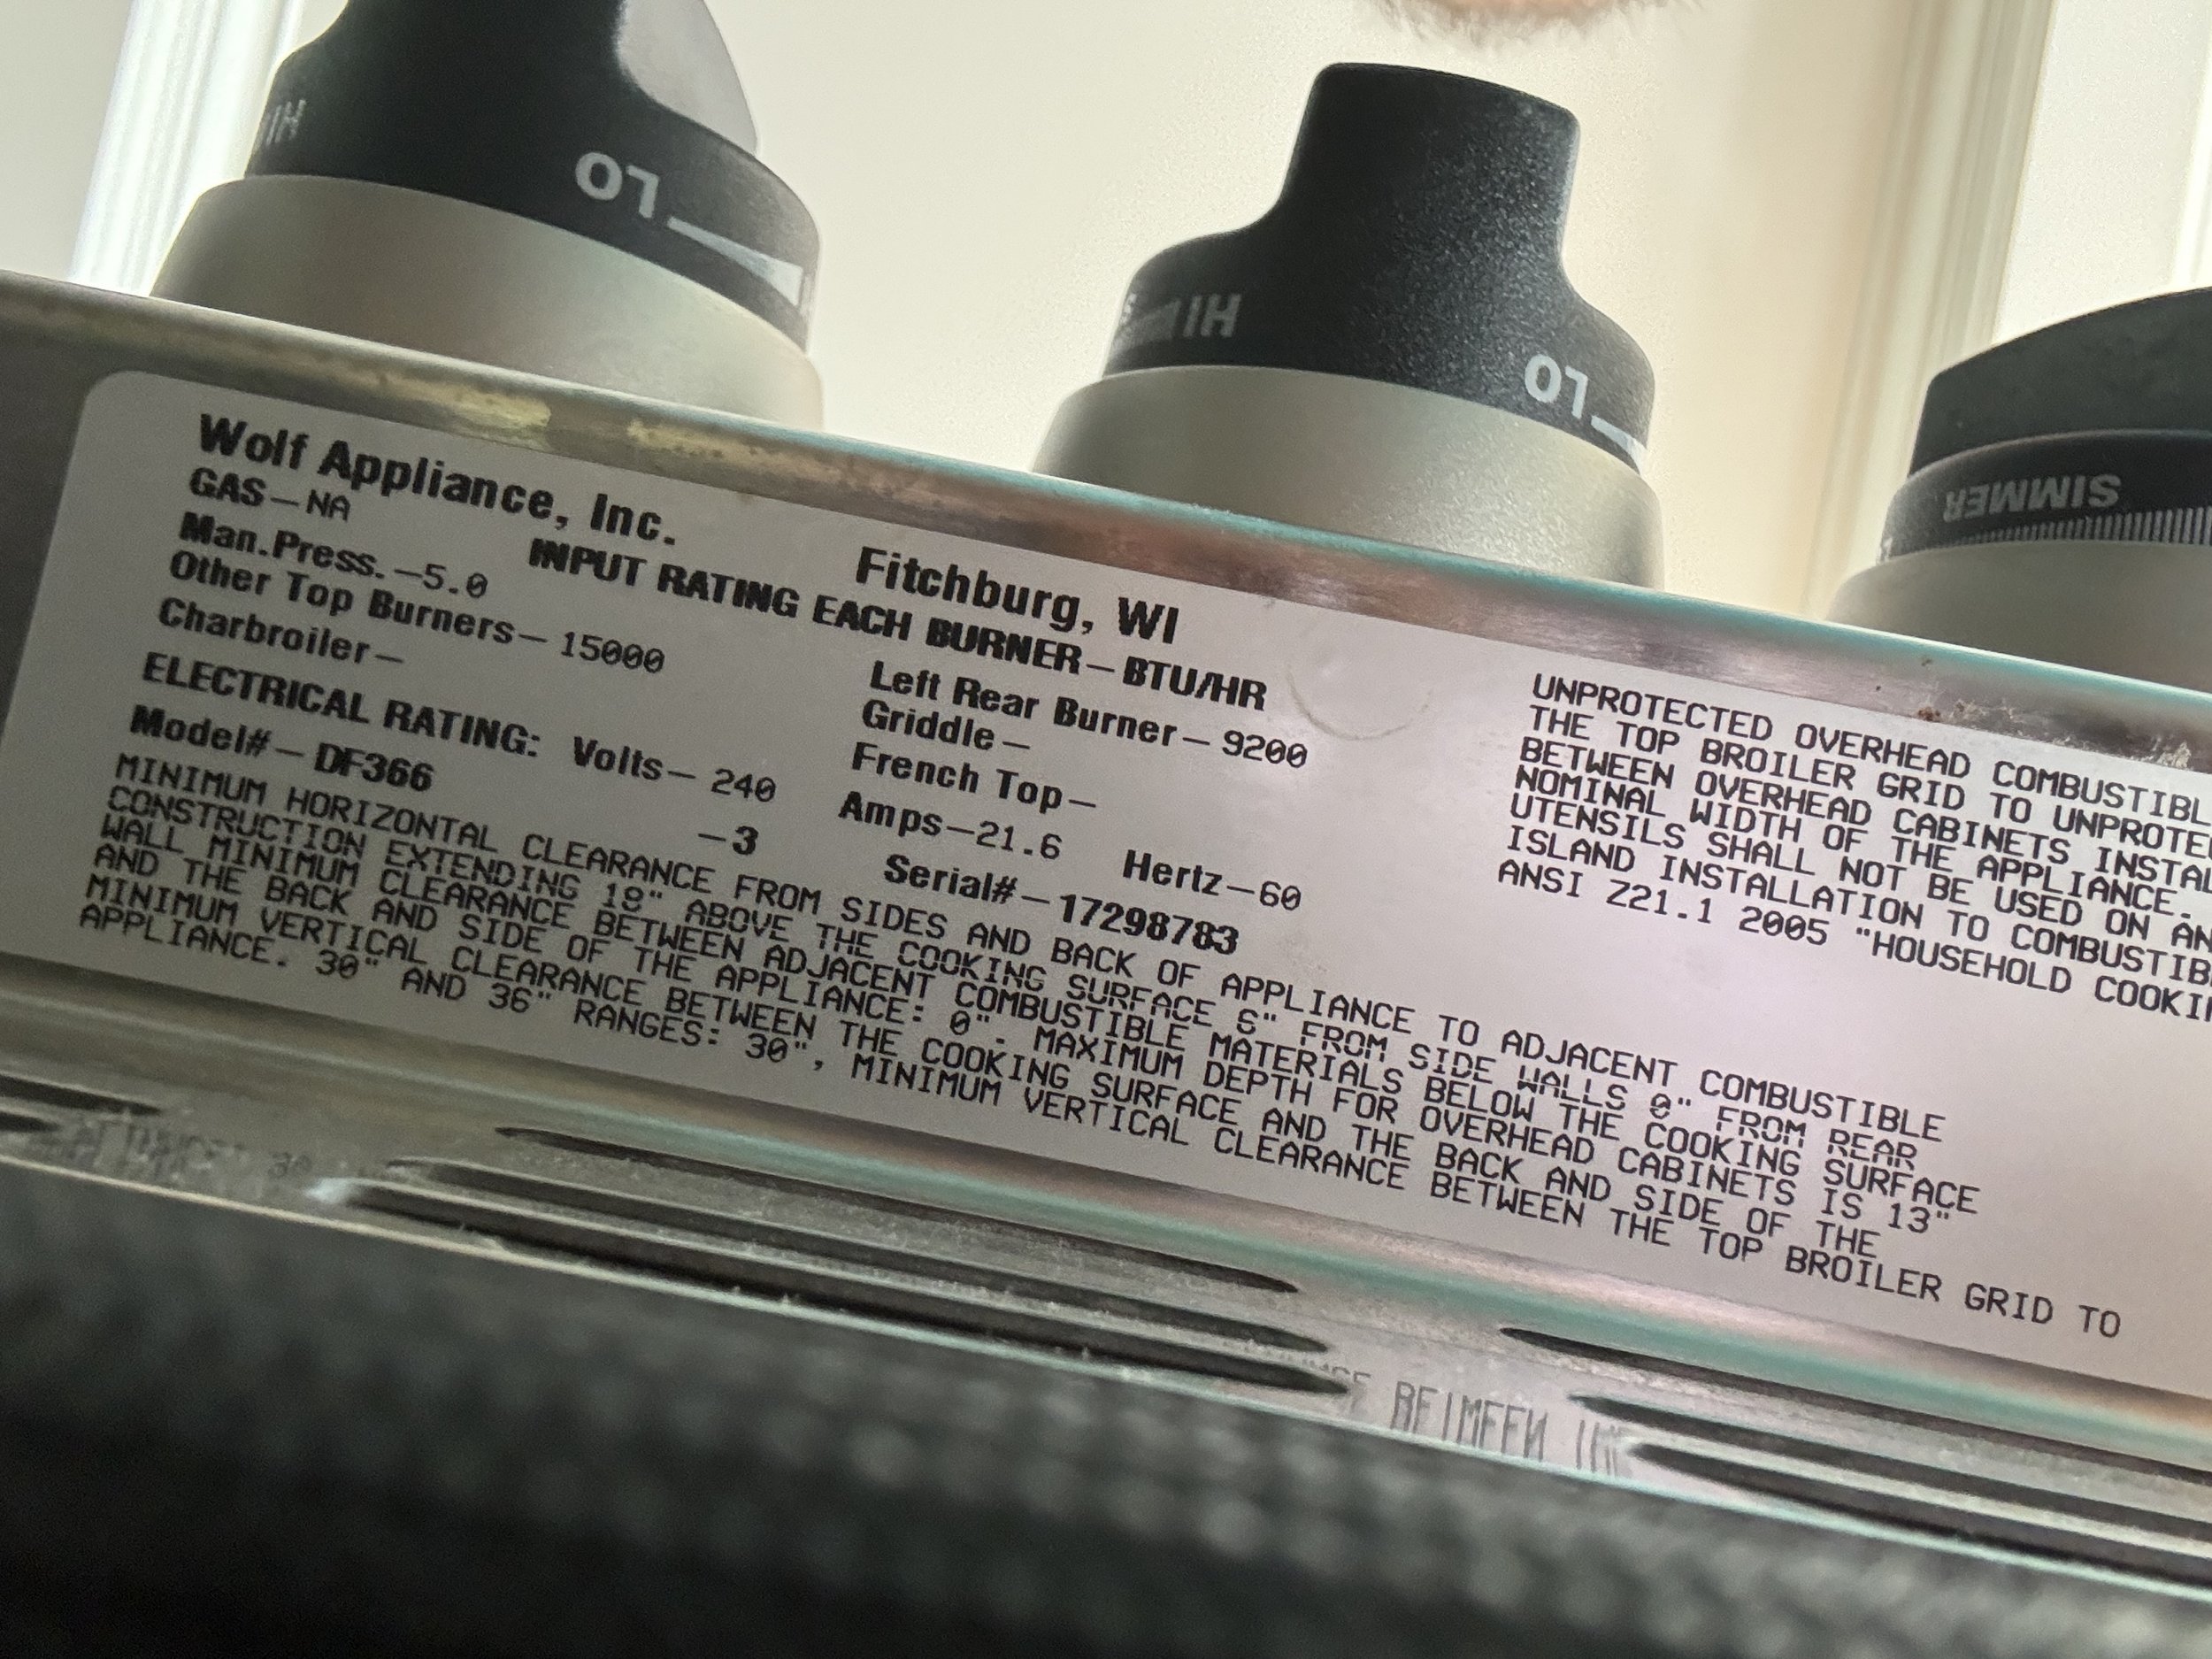 HI
LO
HI
LO
SIMMER
Wolf Appliance, Inc. Fitchburg, WI
GAS—NA INPUT RATING EACH BURNER—BTU/HR
Man.Press.—5.0 Left Rear Burner—9200
Other Top Burners—15000 Griddle—
Charbroiler— French Top—
ELECTRICAL RATING: Volts—240 Amps—21.6 Hertz—60
Model#—DF366 —3 Serial#—17298783
MINIMUM HORIZONTAL CLEARANCE FROM SIDES AND BACK OF APPLIANCE TO ADJACENT COMBUSTIBLE
CONSTRUCTION EXTENDING ABOVE THE COOKING SURFACE 6" FROM SIDE WALLS 0" FROM REAR
WALL MINIMUM CLEARANCE BETWEEN ADJACENT COMBUSTIBLE MATERIALS BELOW THE COOKING SURFACE
AND THE BACK AND SIDE OF THE APPLIANCE: 0". MAXIMUM DEPTH FOR OVERHEAD CABINETS IS 13"
MINIMUM VERTICAL CLEARANCE BETWEEN THE COOKING SURFACE AND THE BACK AND SIDE OF THE
APPLIANCE. 30" AND 36" RANGES: 30", MINIMUM VERTICAL CLEARANCE BETWEEN THE TOP BROILER GRID TO
UNPROTECTED OVERHEAD COMBUSTIBL
THE TOP BROILER GRID TO UNPROTE
BETWEEN OVERHEAD CABINETS INSTAL
NOMINAL WIDTH OF THE APPLIANCE.
UTENSILS SHALL NOT BE USED ON AN
ISLAND INSTALLATION TO COMBUSTIB
ANSI Z21.1 2005 "HOUSEHOLD COOKI